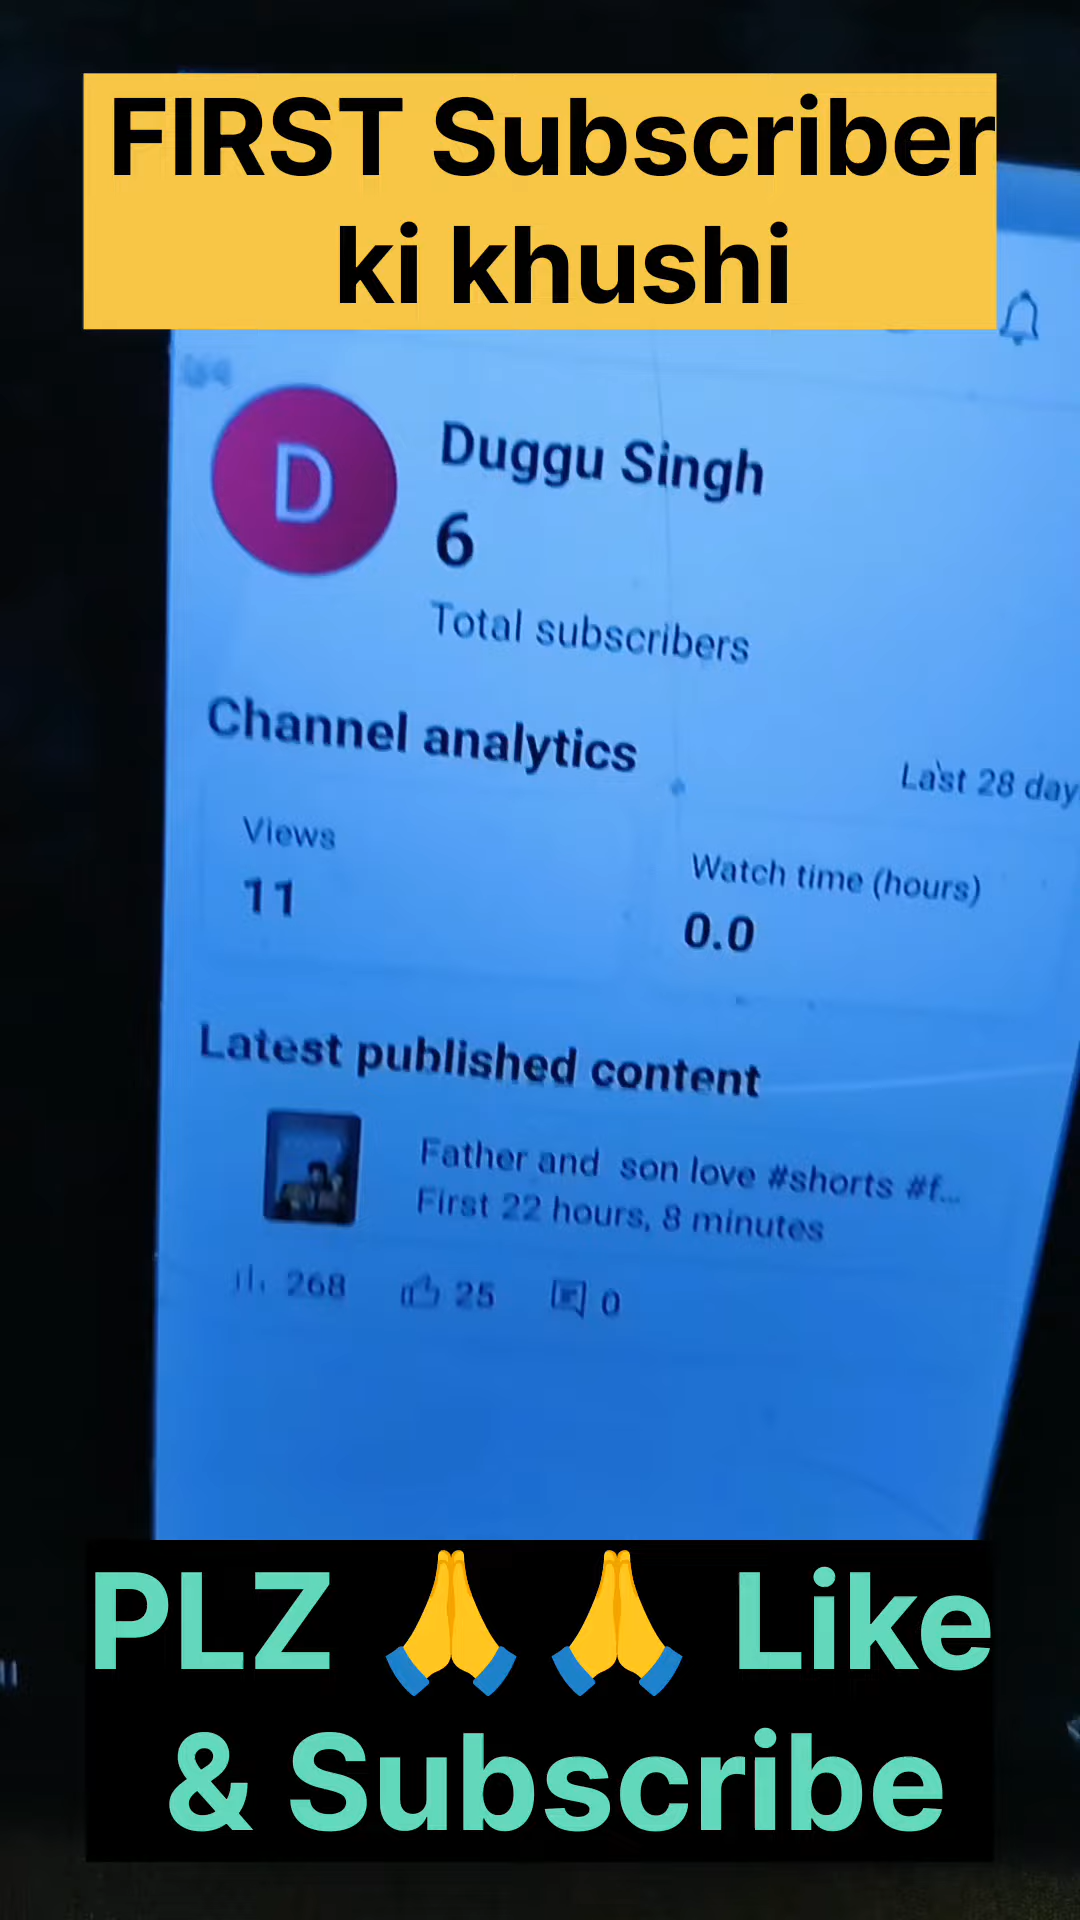 FIRST Subscriber
ki khushi
D
Duggu Singh
6
Total subscribers
Channel analytics
Last 28 day
Views
11
Watch time (hours)
0.0
Latest published content
Father and son love #shorts #f...
First 22 hours, 8 minutes
268 25 0
PLZ 🙏 🙏 Like
& Subscribe